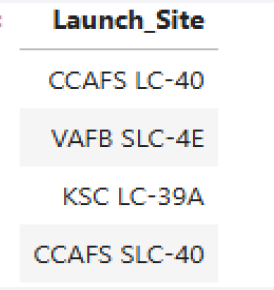 Launch_Site
CCAFS LC-40
VAFB SLC-4E
KSC LC-39A
CCAFS SLC-40